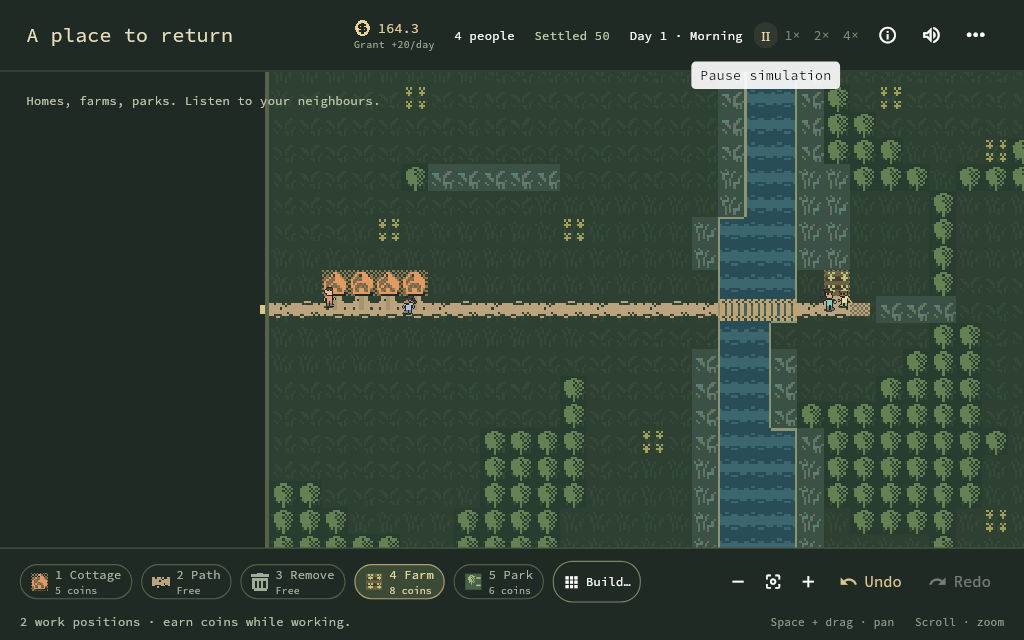 A place to return
164.3
Grant +20/day
4 people
Settled 50
Day 1 · Morning
1×
2×
4×
Pause simulation
Homes, farms, parks. Listen to your neighbours.
1 Cottage
5 coins
2 Path
Free
3 Remove
Free
4 Farm
8 coins
5 Park
6 coins
Build…
Undo
Redo
2 work positions · earn coins while working.
Space + drag · pan
Scroll · zoom